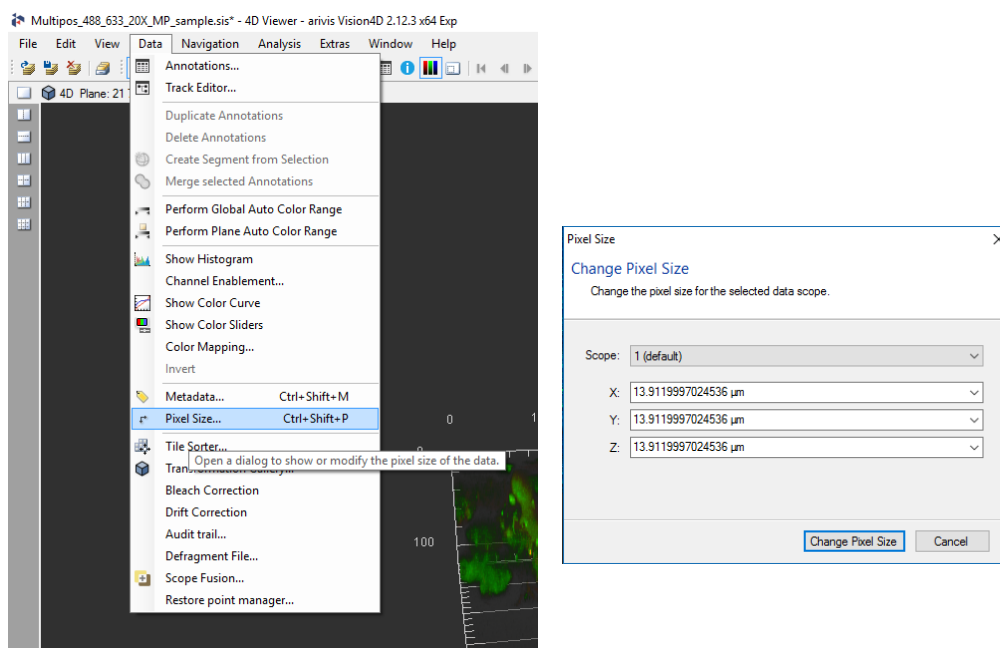 Multipos_488_633_20X_MP_sample.sis* - 4D Viewer - arivis Vision4D 2.12.3 x64 Exp
File Edit View Data Navigation Analysis Extras Window Help
4D Plane: 21
Annotations...
Track Editor...
Duplicate Annotations
Delete Annotations
Create Segment from Selection
Merge selected Annotations
Perform Global Auto Color Range
Perform Plane Auto Color Range
Show Histogram
Channel Enablement...
Show Color Curve
Show Color Sliders
Color Mapping...
Invert
Metadata... Ctrl+Shift+M
Pixel Size... Ctrl+Shift+P
Tile Sorter...
Open a dialog to show or modify the pixel size of the data.
Bleach Correction
Drift Correction
Audit trail...
Defragment File...
Scope Fusion...
Restore point manager...
0 1
0
100
Pixel Size
Change Pixel Size
Change the pixel size for the selected data scope.
Scope: 1 (default)
X: 13.9119997024536 µm
Y: 13.9119997024536 µm
Z: 13.9119997024536 µm
Change Pixel Size Cancel